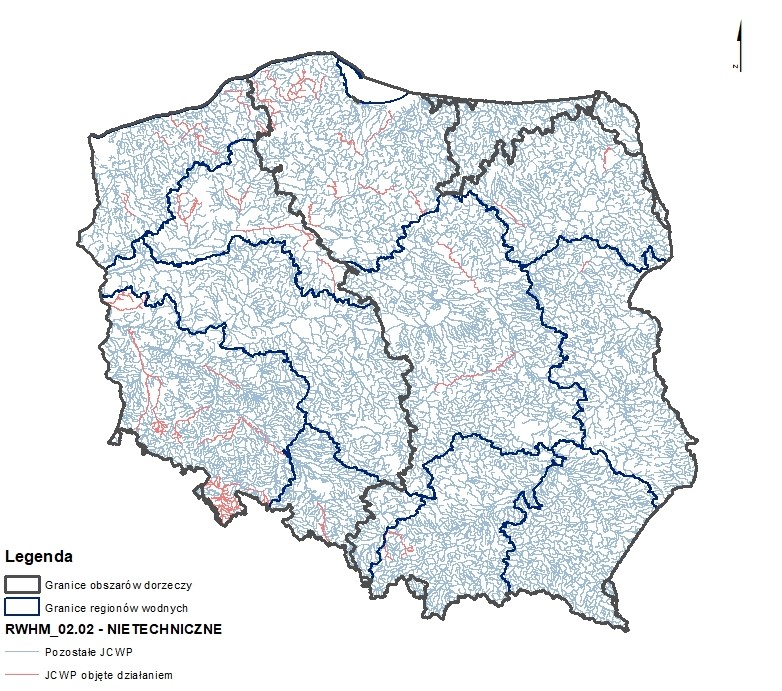 z
Legenda
Granice obszarów dorzeczy
Granice regionów wodnych
RWHM_02.02 - NIETECHNICZNE
Pozostałe JCWP
JCWP objęte działaniem